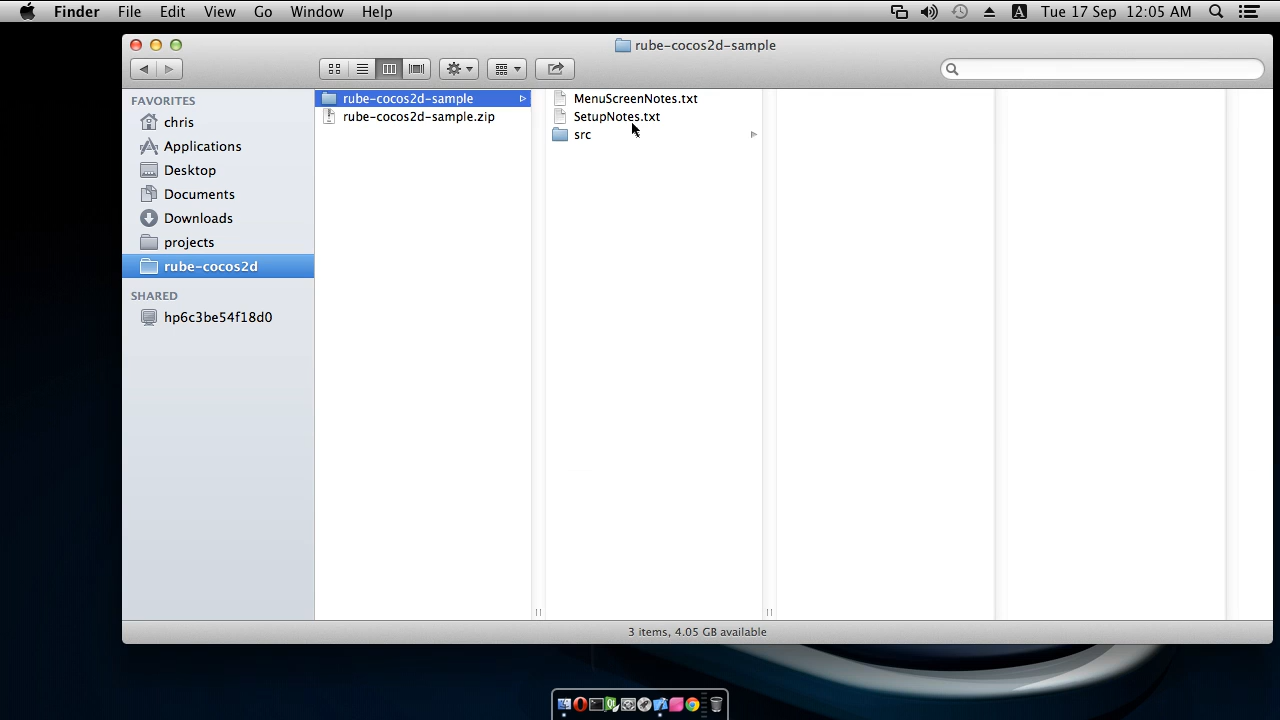 Finder File Edit View Go Window Help A Tue 17 Sep 12:05 AM
rube-cocos2d-sample
FAVORITES
chris
Applications
Desktop
Documents
Downloads
projects
rube-cocos2d
SHARED
hp6c3be54f18d0
rube-cocos2d-sample
rube-cocos2d-sample.zip
MenuScreenNotes.txt
SetupNotes.txt
src
3 items, 4.05 GB available